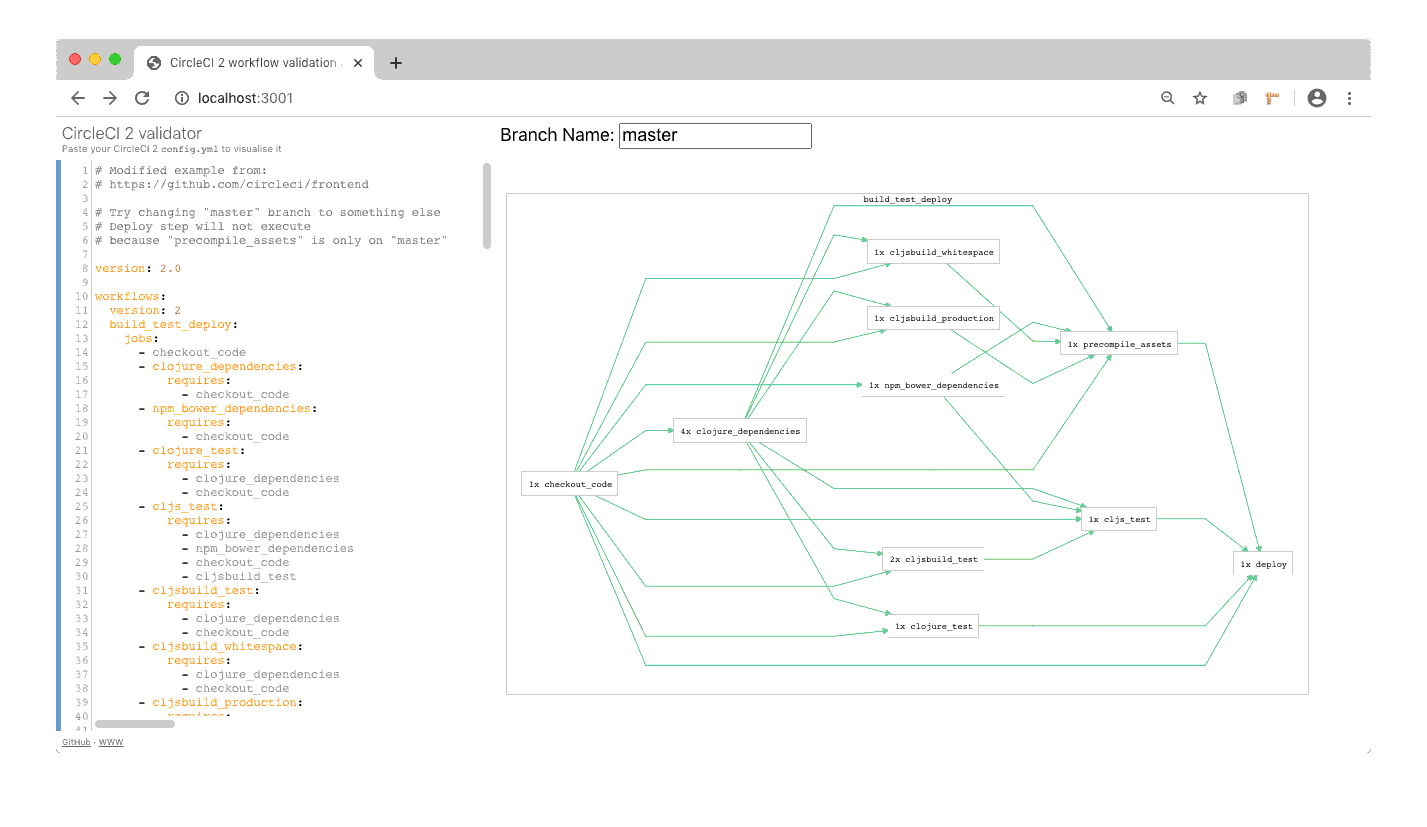 CircleCI 2 workflow validation
localhost:3001
CircleCI 2 validator
Paste your CircleCI 2 config.yml to visualise it
1 # Modified example from:
2 # https://github.com/circleci/frontend
3
4 # Try changing "master" branch to something else
5 # Deploy step will not execute
6 # because "precompile_assets" is only on "master"
7
8 version: 2.0
9
10 workflows:
11 version: 2
12 build_test_deploy:
13 jobs:
14 - checkout_code
15 - clojure_dependencies:
16 requires:
17 - checkout_code
18 - npm_bower_dependencies:
19 requires:
20 - checkout_code
21 - clojure_test:
22 requires:
23 - clojure_dependencies
24 - checkout_code
25 - cljs_test:
26 requires:
27 - clojure_dependencies
28 - npm_bower_dependencies
29 - checkout_code
30 - cljsbuild_test
31 - cljsbuild_test:
32 requires:
33 - clojure_dependencies
34 - checkout_code
35 - cljsbuild_whitespace:
36 requires:
37 - clojure_dependencies
38 - checkout_code
39 - cljsbuild_production:
40 requires:
41
GitHub - WWW
Branch Name: master
build_test_deploy
1x cljsbuild_whitespace
1x cljsbuild_production
1x precompile_assets
1x npm_bower_dependencies
4x clojure_dependencies
1x checkout_code
1x cljs_test
2x cljsbuild_test
1x deploy
1x clojure_test